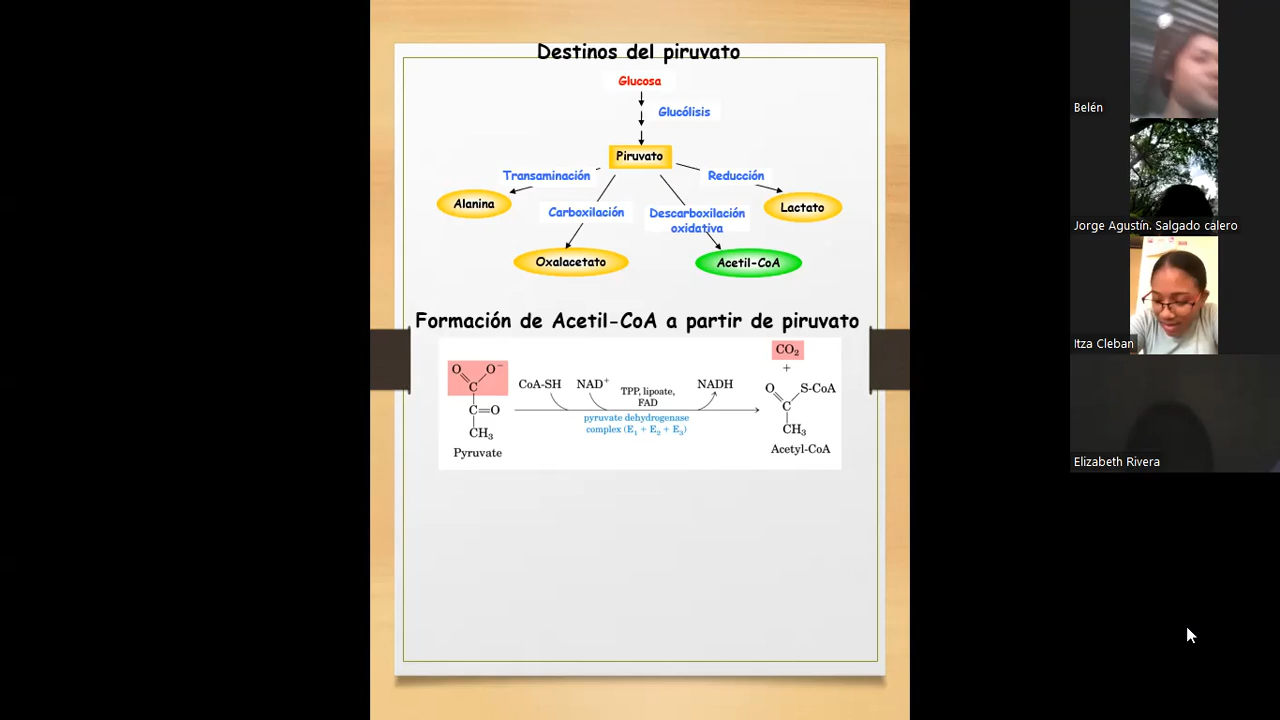 Destinos del piruvato
Glucosa
Glucólisis
Piruvato
Transaminación
Reducción
Alanina
Carboxilación
Descarboxilación
oxidativa
Lactato
Oxalacetato
Acetil-CoA
Formación de Acetil-CoA a partir de piruvato
O O⁻
C
C=O
CH₃
Pyruvate
CoA-SH NAD⁺ TPP, lipoate, NADH
FAD
pyruvate dehydrogenase
complex (E₁ + E₂ + E₃)
CO₂
+
O S-CoA
C
CH₃
Acetyl-CoA
Belén
Jorge Agustín. Salgado calero
Itza Cleban
Elizabeth Rivera